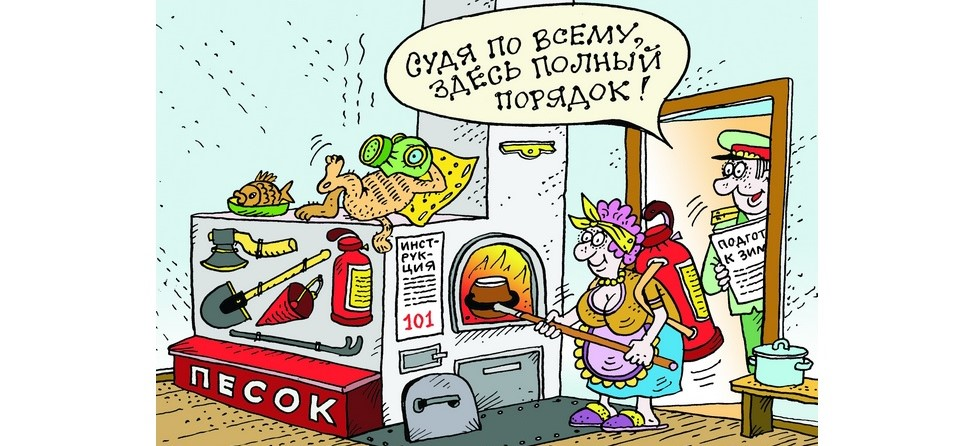 СУДЯ ПО ВСЕМУ,
ЗДЕСЬ ПОЛНЫЙ
ПОРЯДОК!
ИНСТ-
РУК-
ЦИЯ
101
ПОДГОТ
К ЗИМ
ПЕСОК